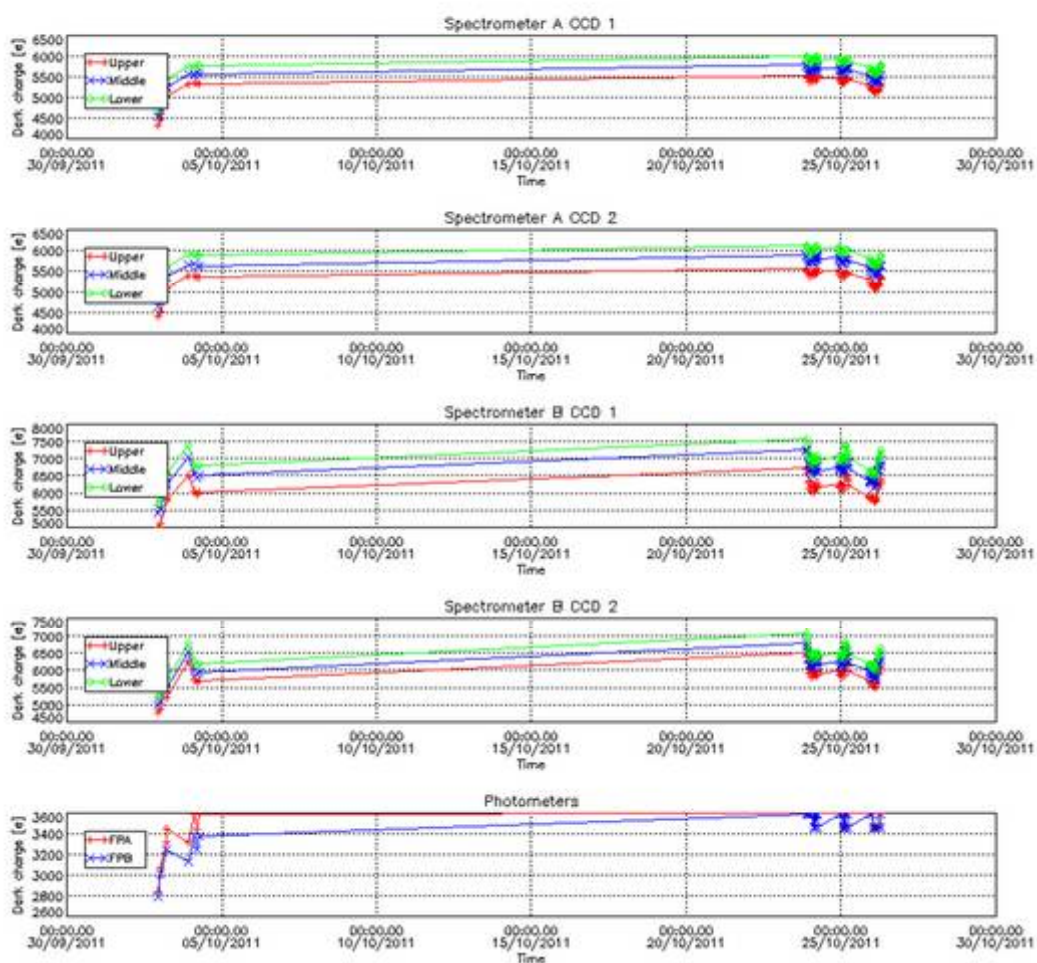 Spectrometer A CCD 1
Dark charge [e]
6500
6000
5500
5000
4500
4000
Upper
Middle
Lower
00:00.00 00:00.00 00:00.00 00:00.00 00:00.00 00:00.00 00:00.00
30/09/2011 05/10/2011 10/10/2011 15/10/2011 20/10/2011 25/10/2011 30/10/2011
Time
Spectrometer A CCD 2
Dark charge [e]
6500
6000
5500
5000
4500
4000
Upper
Middle
Lower
00:00.00 00:00.00 00:00.00 00:00.00 00:00.00 00:00.00 00:00.00
30/09/2011 05/10/2011 10/10/2011 15/10/2011 20/10/2011 25/10/2011 30/10/2011
Time
Spectrometer B CCD 1
Dark charge [e]
8000
7500
7000
6500
6000
5500
5000
Upper
Middle
Lower
00:00.00 00:00.00 00:00.00 00:00.00 00:00.00 00:00.00 00:00.00
30/09/2011 05/10/2011 10/10/2011 15/10/2011 20/10/2011 25/10/2011 30/10/2011
Time
Spectrometer B CCD 2
Dark charge [e]
7500
7000
6500
6000
5500
5000
4500
Upper
Middle
Lower
00:00.00 00:00.00 00:00.00 00:00.00 00:00.00 00:00.00 00:00.00
30/09/2011 05/10/2011 10/10/2011 15/10/2011 20/10/2011 25/10/2011 30/10/2011
Time
Photometers
Dark charge [e]
3600
3400
3200
3000
2800
2600
FPA
FPB
00:00.00 00:00.00 00:00.00 00:00.00 00:00.00 00:00.00 00:00.00
30/09/2011 05/10/2011 10/10/2011 15/10/2011 20/10/2011 25/10/2011 30/10/2011
Time